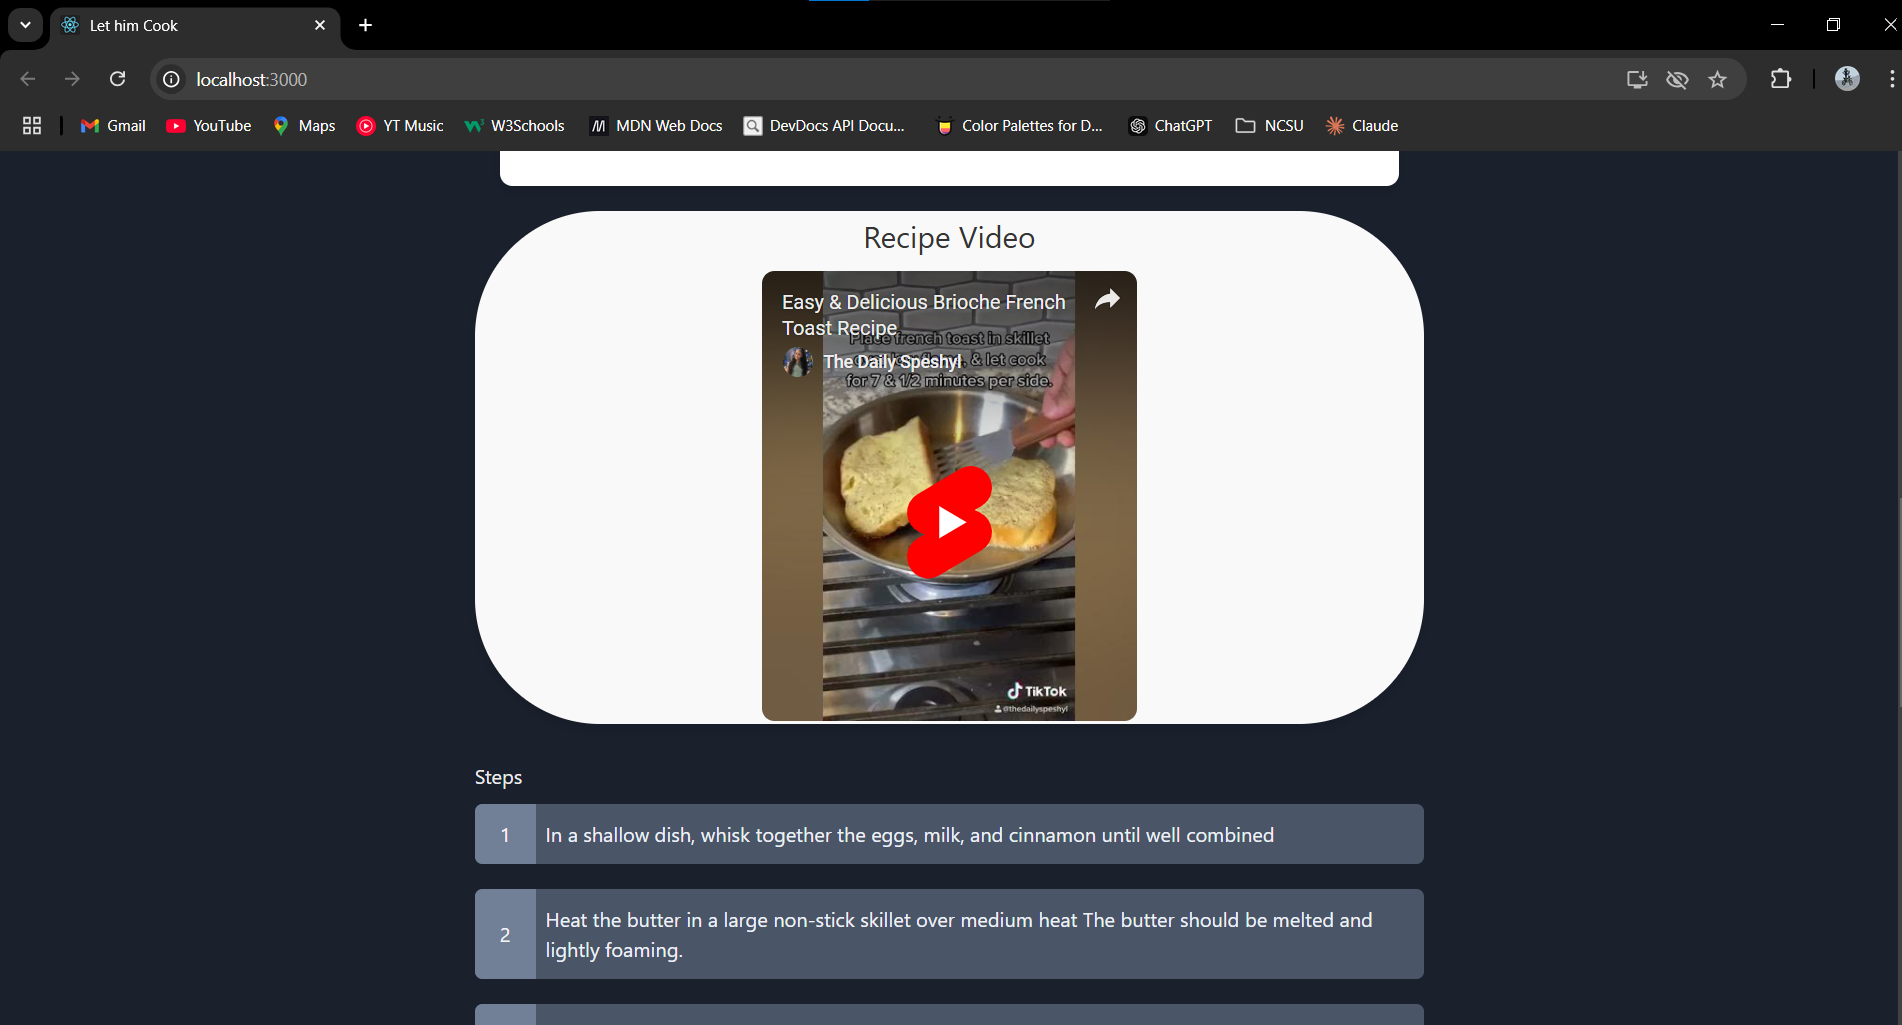 Let him Cook
localhost:3000
Gmail
YouTube
Maps
YT Music
W3Schools
MDN Web Docs
DevDocs API Docu...
Color Palettes for D...
ChatGPT
NCSU
Claude
Recipe Video
Easy & Delicious Brioche French
Toast Recipe
Place french toast in skillet
The Daily Speshyl
& let cook
for 7 & 1/2 minutes per side.
TikTok
@thedailyspeshyl
Steps
1
In a shallow dish, whisk together the eggs, milk, and cinnamon until well combined
2
Heat the butter in a large non-stick skillet over medium heat The butter should be melted and
lightly foaming.